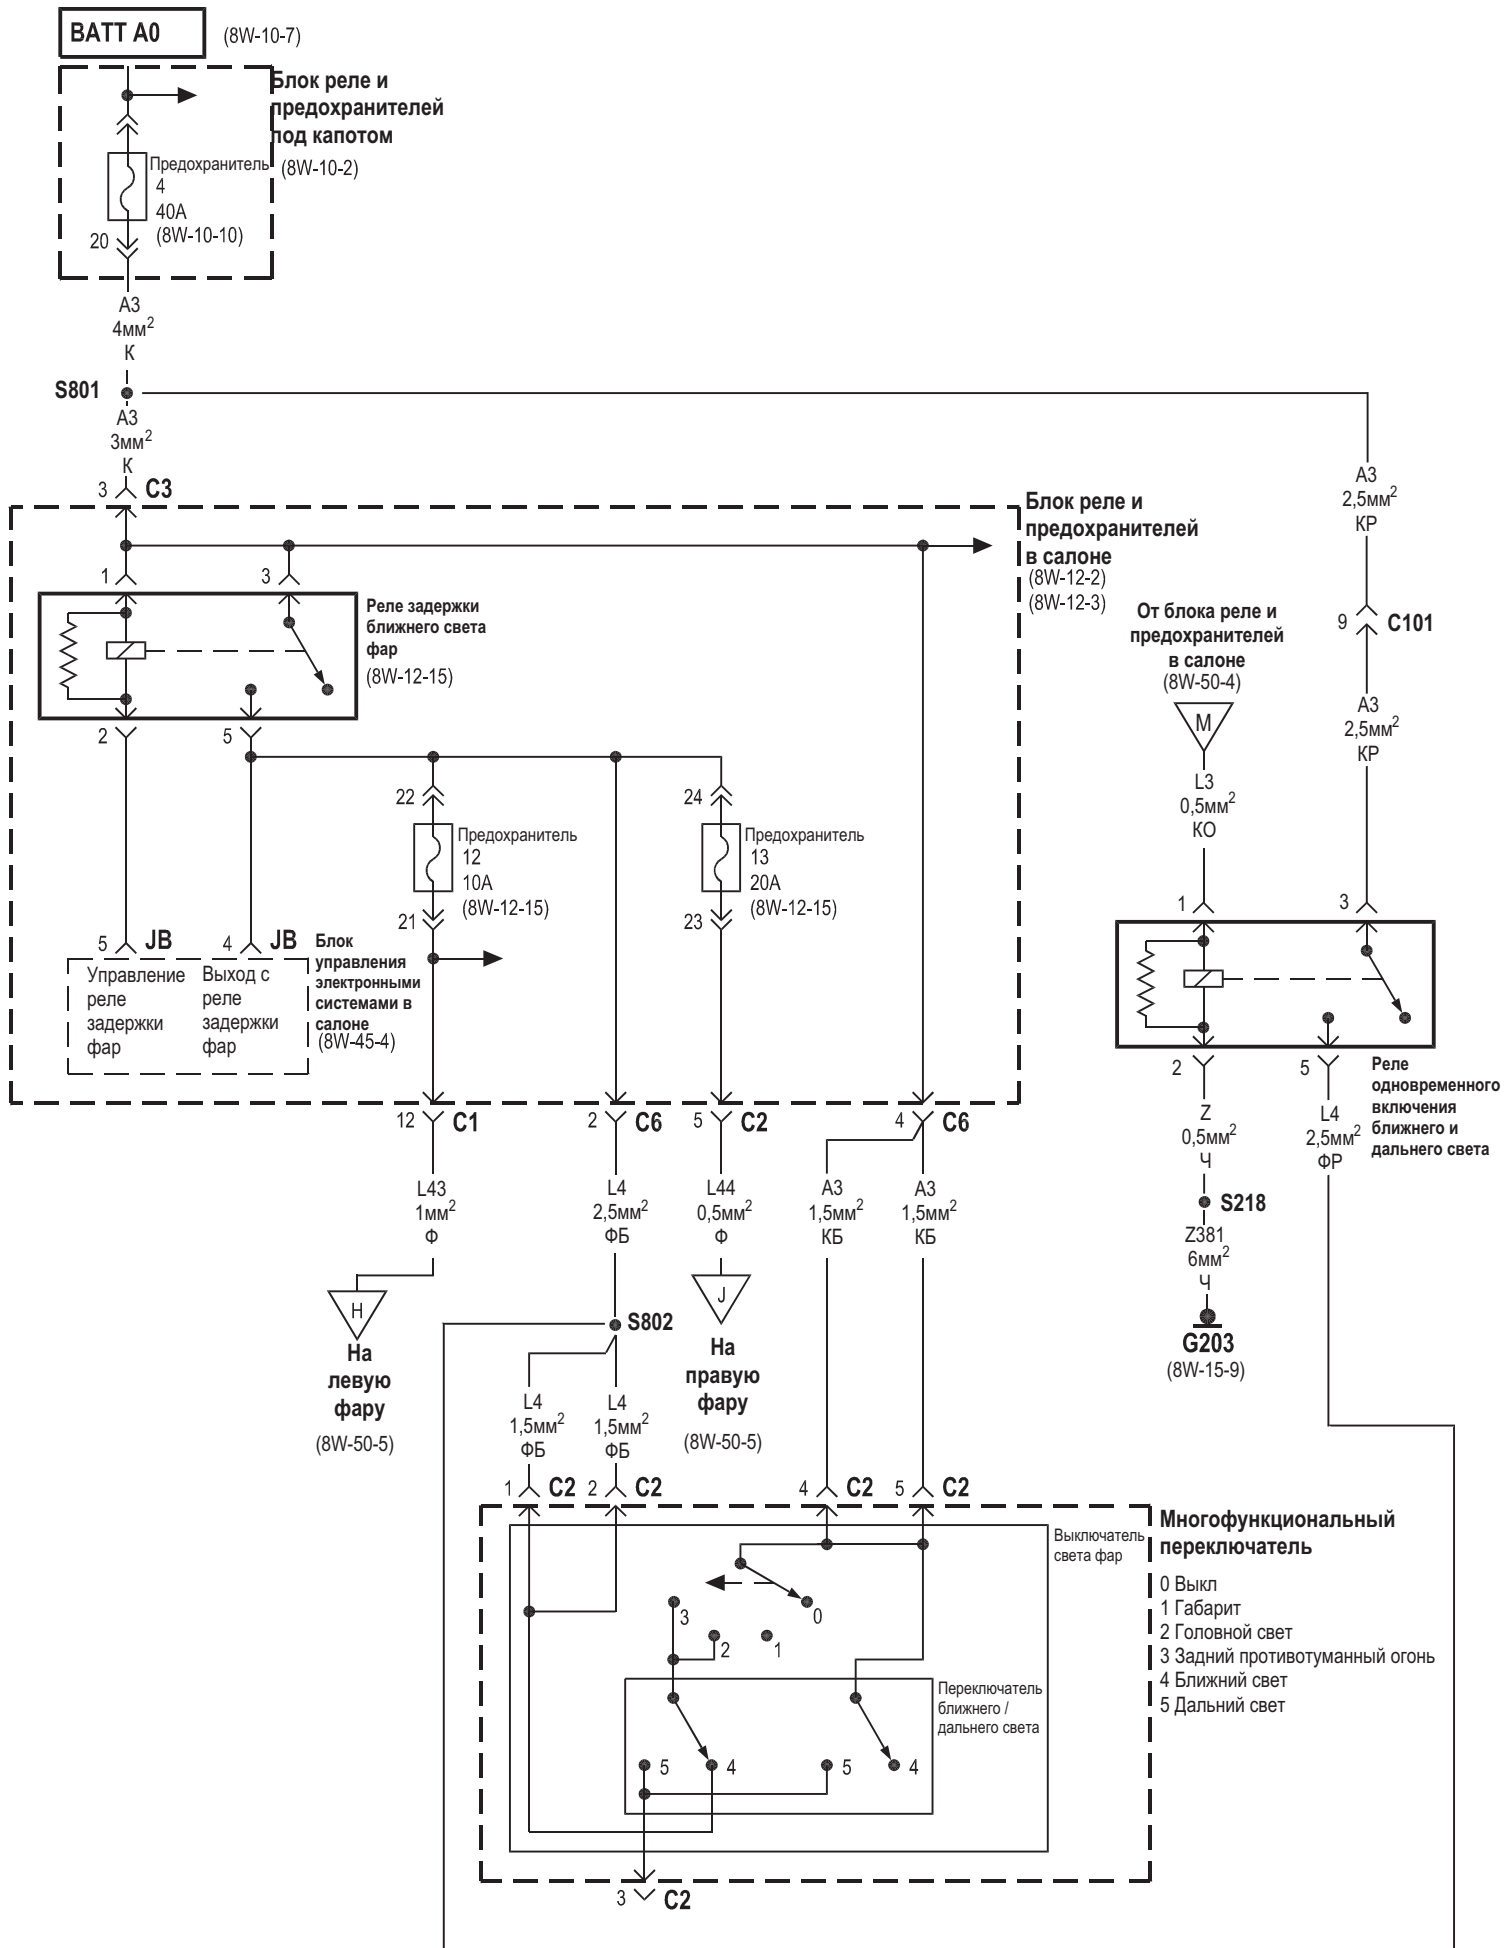 BATT A0
(8W-10-7)
Блок реле и
предохранителей
под капотом
(8W-10-2)
Предохранитель
4
40А
(8W-10-10)
20
А3
4мм²
К
S801
А3
3мм²
К
3
C3
Блок реле и
предохранителей
в салоне
(8W-12-2)
(8W-12-3)
А3
2,5мм²
КР
9
C101
А3
2,5мм²
КР
От блока реле и
предохранителей
в салоне
(8W-50-4)
M
L3
0,5мм²
КО
1
3
1
3
Реле задержки
ближнего света
фар
(8W-12-15)
2
5
22
Предохранитель
12
10А
(8W-12-15)
21
24
Предохранитель
13
20А
(8W-12-15)
23
5
JB
4
JB
Управление
реле
задержки
фар
Выход с
реле
задержки
фар
Блок
управления
электронными
системами в
салоне
(8W-45-4)
2
5
Реле
одновременного
включения
ближнего и
дальнего света
Z
0,5мм²
Ч
L4
2,5мм²
ФР
S218
Z381
6мм²
Ч
G203
(8W-15-9)
12
C1
2
C6
5
C2
4
C6
L43
1мм²
Ф
L4
2,5мм²
ФБ
L44
0,5мм²
Ф
А3
1,5мм²
КБ
А3
1,5мм²
КБ
H
На
левую
фару
(8W-50-5)
S802
J
На
правую
фару
(8W-50-5)
L4
1,5мм²
ФБ
L4
1,5мм²
ФБ
1
C2
2
C2
4
C2
5
C2
Выключатель
света фар
Многофункциональный
переключатель
0 Выкл
1 Габарит
2 Головной свет
3 Задний противотуманный огонь
4 Ближний свет
5 Дальний свет
3
0
2
1
Переключатель
ближнего /
дальнего света
5
4
5
4
3
C2